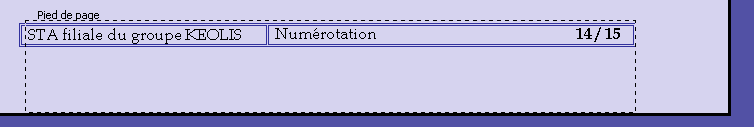 Pied de page
STA filiale du groupe KEOLIS Numérotation 14/15